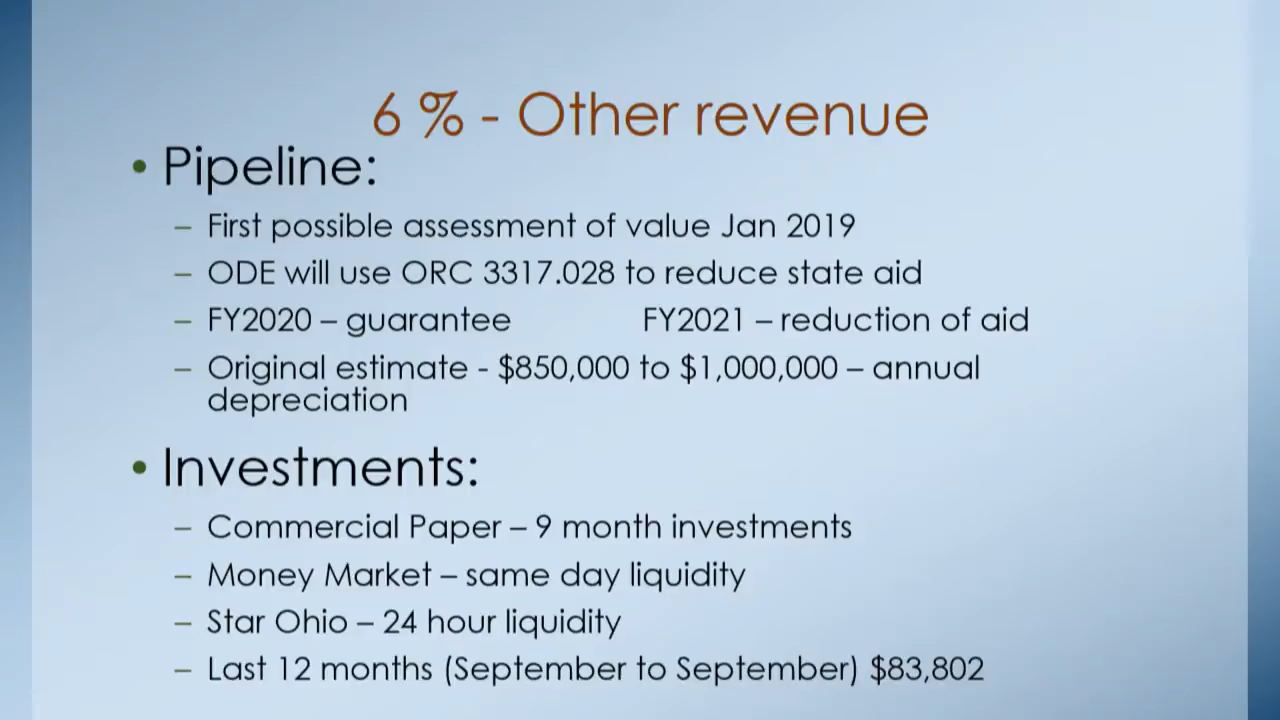 6 % - Other revenue
• Pipeline:
– First possible assessment of value Jan 2019
– ODE will use ORC 3317.028 to reduce state aid
– FY2020 – guarantee FY2021 – reduction of aid
– Original estimate - $850,000 to $1,000,000 – annual
depreciation
• Investments:
– Commercial Paper – 9 month investments
– Money Market – same day liquidity
– Star Ohio – 24 hour liquidity
– Last 12 months (September to September) $83,802